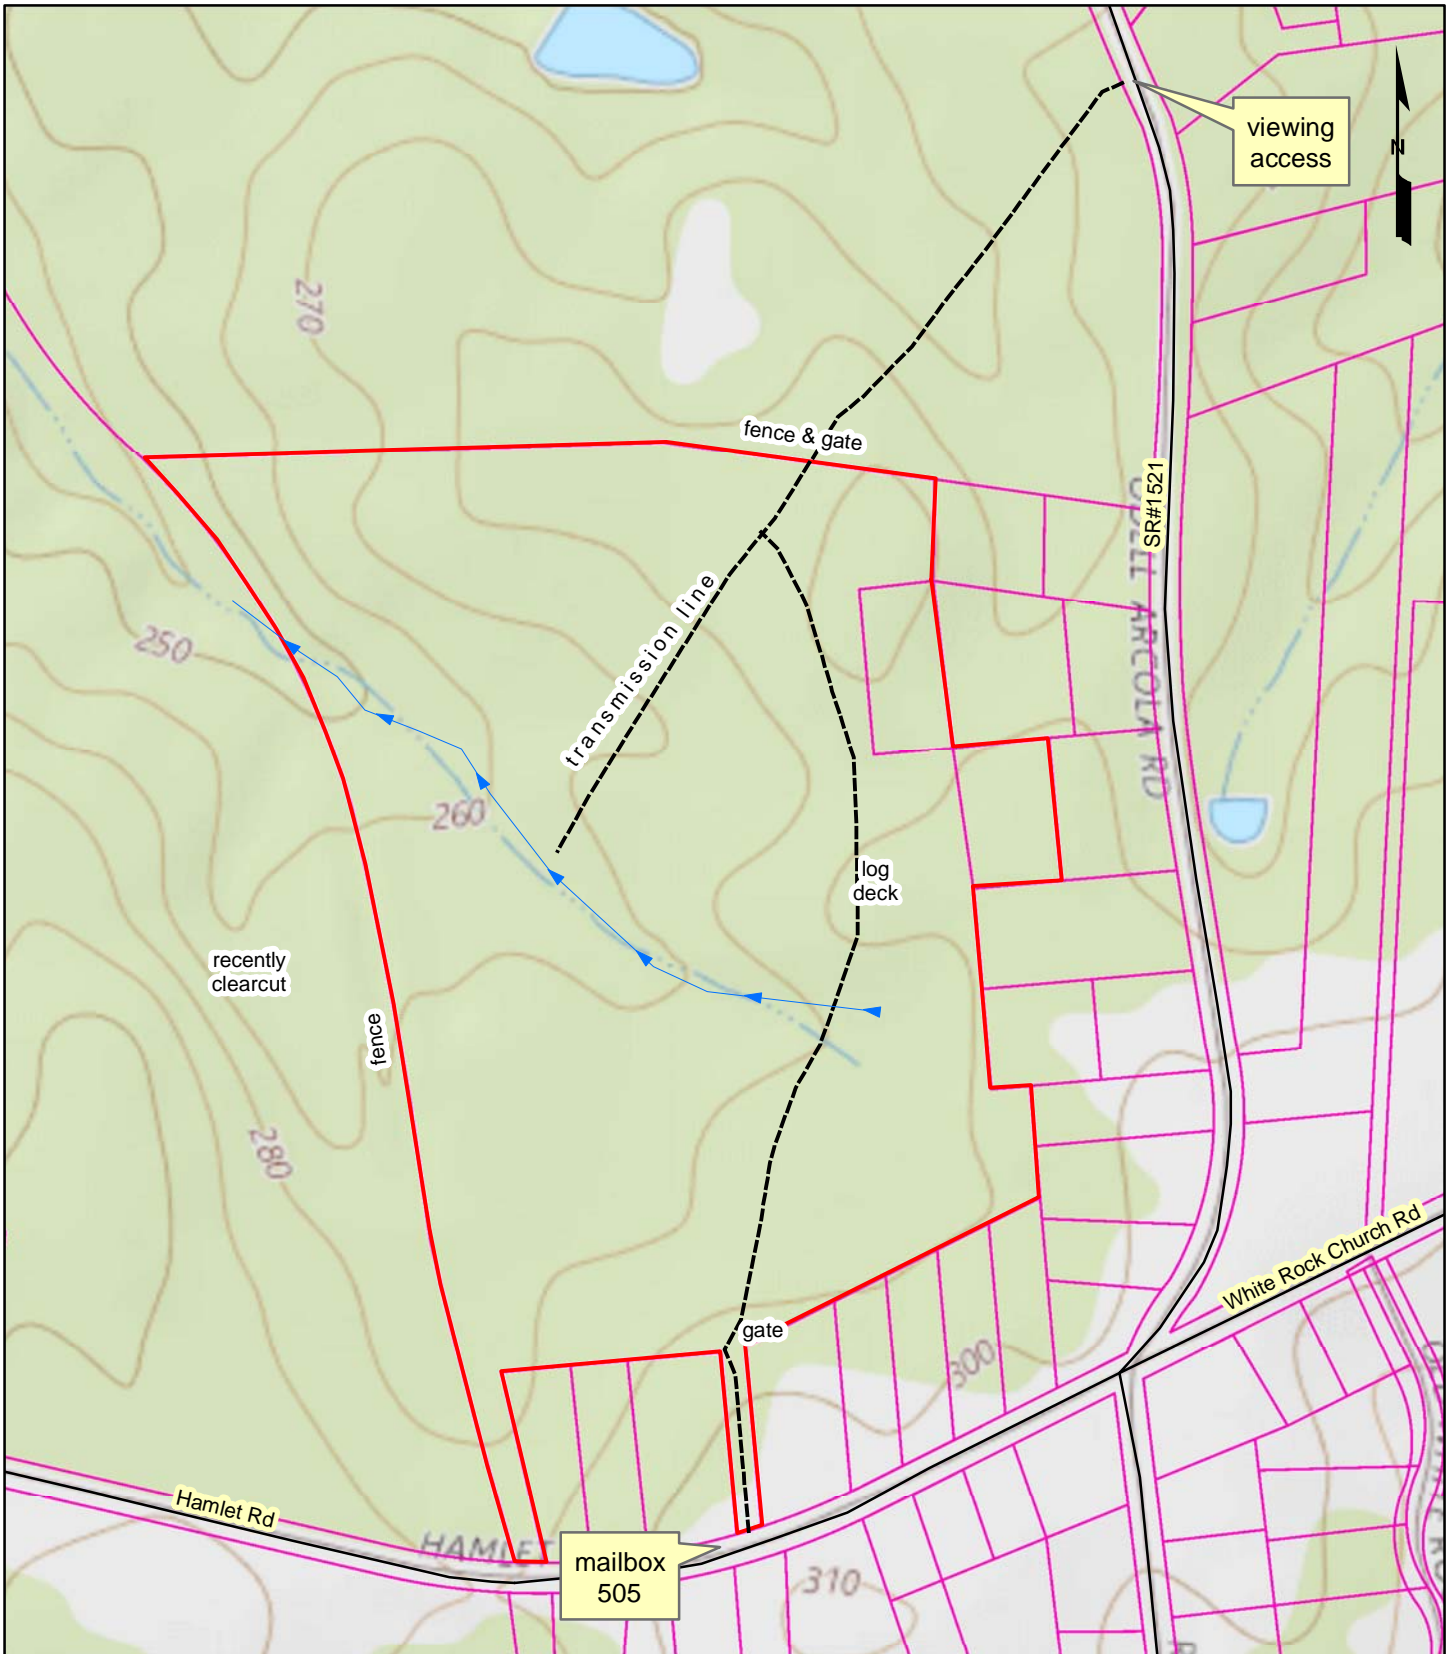 viewing
access
N
270
fence & gate
SR#1521
ARCOLA RD
transmission line
250
260
log
deck
recently
clearcut
fence
280
White Rock Church Rd
gate
300
Hamlet Rd
HAMLET
mailbox
505
310